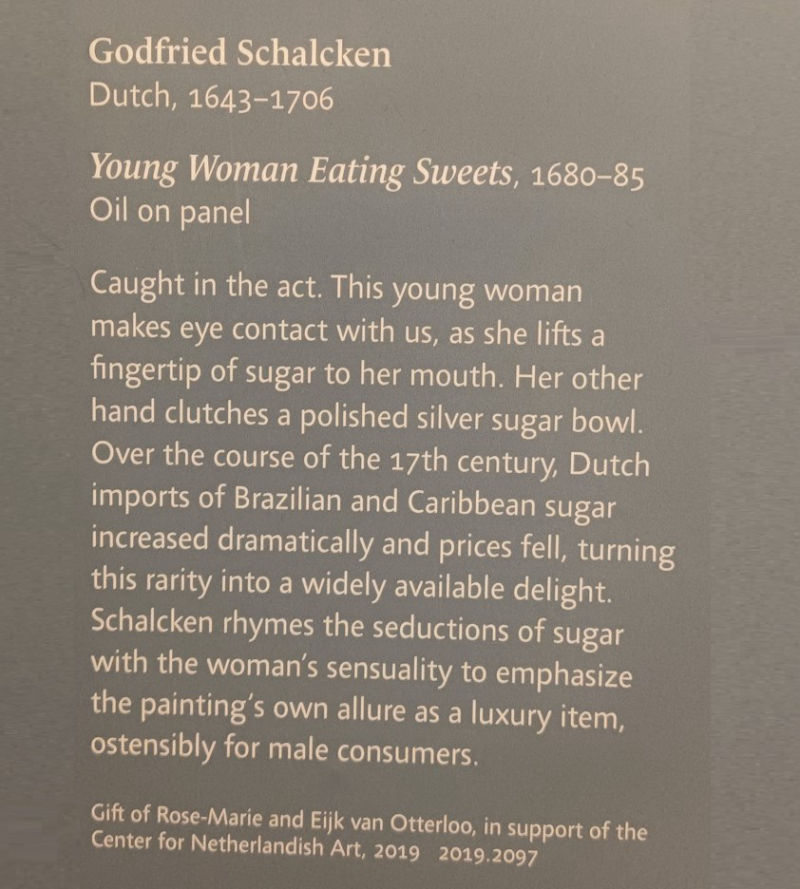 Godfried Schalcken
Dutch, 1643–1706
Young Woman Eating Sweets, 1680–85
Oil on panel
Caught in the act. This young woman
makes eye contact with us, as she lifts a
fingertip of sugar to her mouth. Her other
hand clutches a polished silver sugar bowl.
Over the course of the 17th century, Dutch
imports of Brazilian and Caribbean sugar
increased dramatically and prices fell, turning
this rarity into a widely available delight.
Schalcken rhymes the seductions of sugar
with the woman's sensuality to emphasize
the painting's own allure as a luxury item,
ostensibly for male consumers.
Gift of Rose-Marie and Eijk van Otterloo, in support of the
Center for Netherlandish Art, 2019 2019.2097